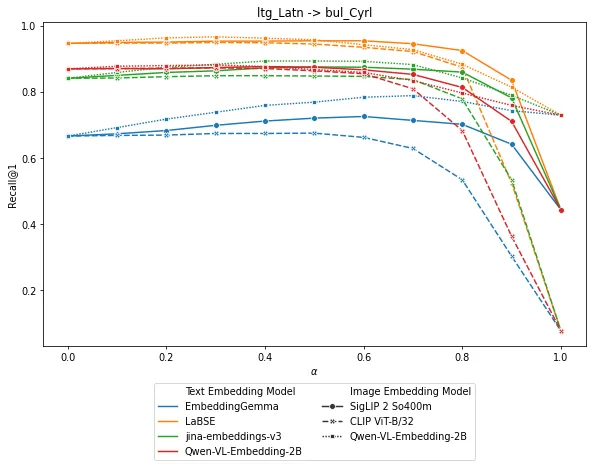 ltg_Latn -> bul_Cyrl
Recall@1
1.0
0.8
0.6
0.4
0.2
0.0 0.2 0.4 0.6 0.8 1.0
α
Text Embedding Model Image Embedding Model
EmbeddingGemma SigLIP 2 So400m
LaBSE CLIP ViT-B/32
jina-embeddings-v3 Qwen-VL-Embedding-2B
Qwen-VL-Embedding-2B